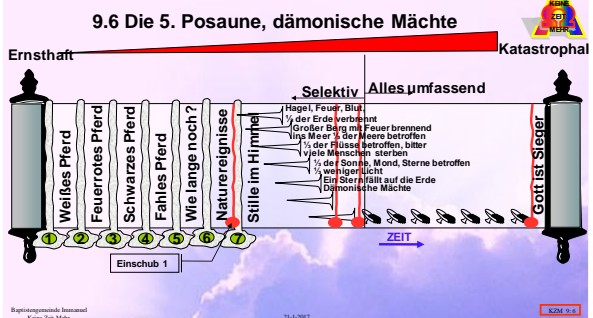 9.6 Die 5. Posaune, dämonische Mächte
KEINE
ZEIT
MEHR
Ernsthaft
Katastrophal
Selektiv
Alles umfassend
Weißes Pferd
Feuerrotes Pferd
Schwarzes Pferd
Fahles Pferd
Wie lange noch?
Naturereignisse
Stille im Himmel
Hagel, Feuer, Blut,
⅓ der Erde verbrennt
Großer Berg mit Feuer brennend
ins Meer ⅓ der Meere betroffen
⅓ der Flüsse betroffen, bitter
viele Menschen sterben
⅓ der Sonne, Mond, Sterne betroffen
⅓ weniger Licht
Ein Stern fällt auf die Erde
Dämonische Mächte
Gott ist Sieger
1 2 3 4 5 6 7
ZEIT
Einschub 1
Baptistengemeinde Immanuel
Keine Zeit Mehr
21-1-2017
KZM 9: 6